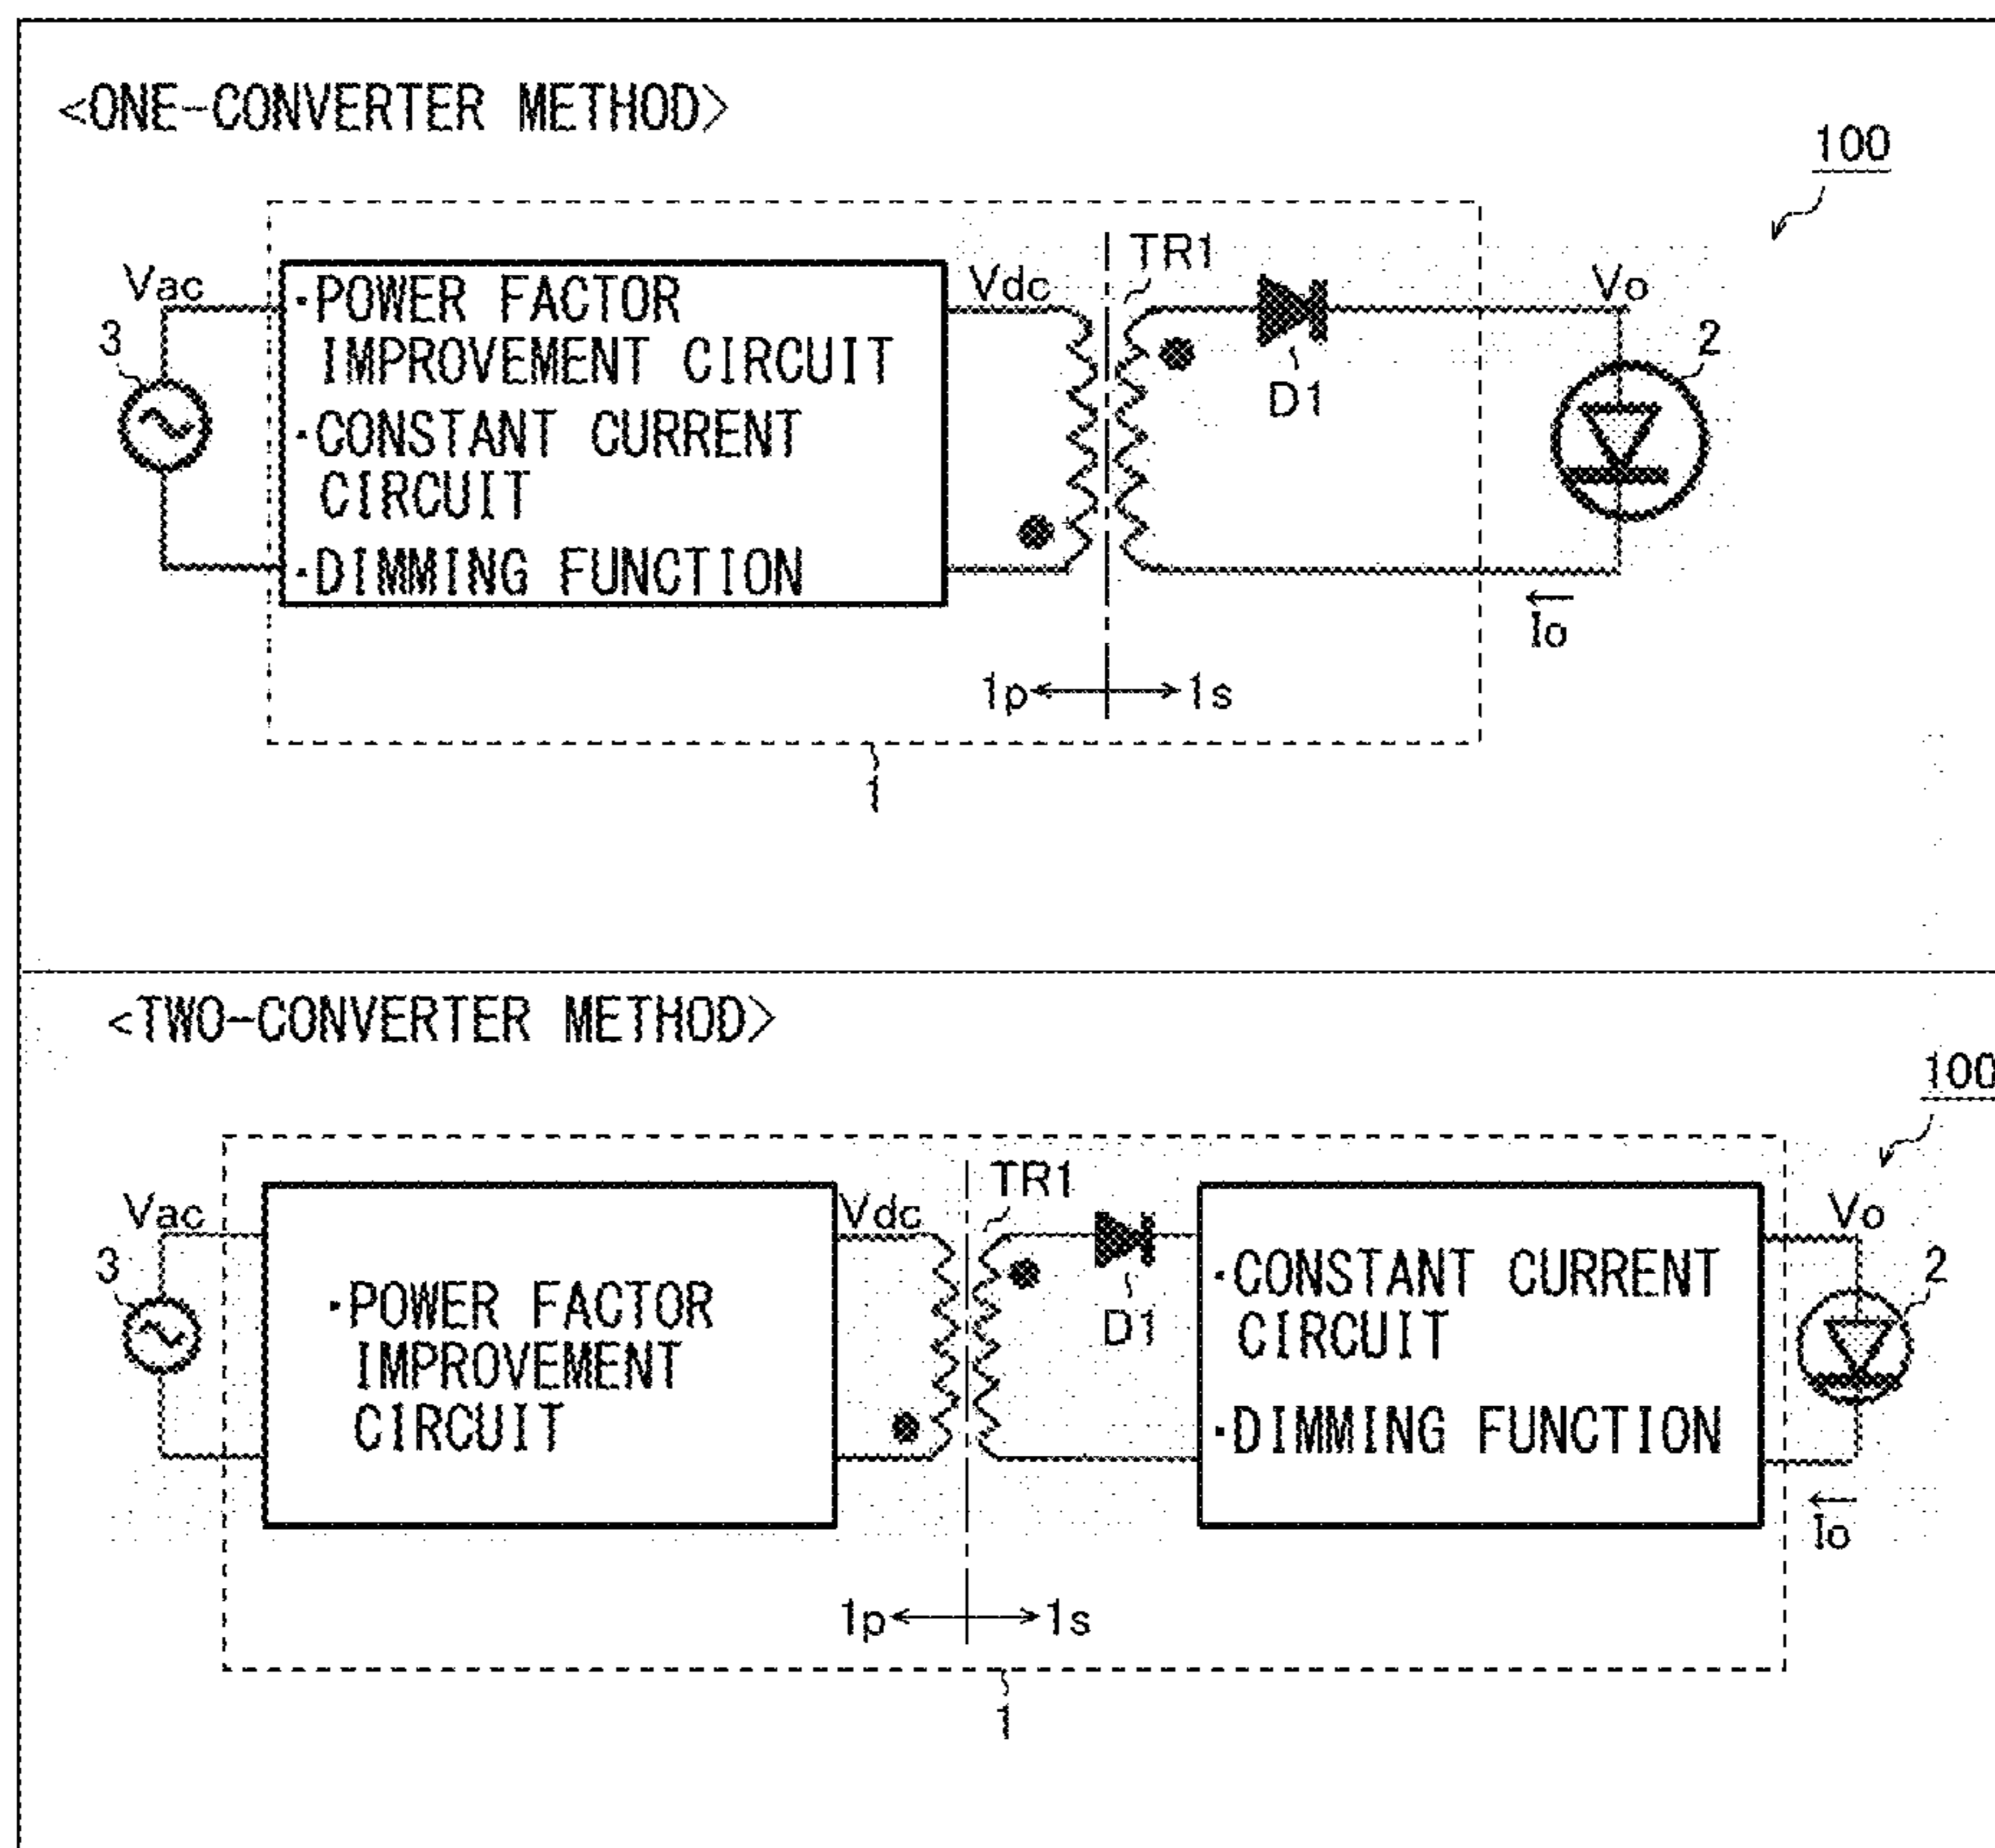 <ONE-CONVERTER METHOD>
100
Vac
·POWER FACTOR
IMPROVEMENT CIRCUIT
·CONSTANT CURRENT
CIRCUIT
·DIMMING FUNCTION
Vdc
TR1
Vo
3
2
D1
Io
1p
1s
1
<TWO-CONVERTER METHOD>
100
Vac
·POWER FACTOR
IMPROVEMENT
CIRCUIT
Vdc
TR1
D1
·CONSTANT CURRENT
CIRCUIT
·DIMMING FUNCTION
Vo
3
2
Io
1p
1s
1